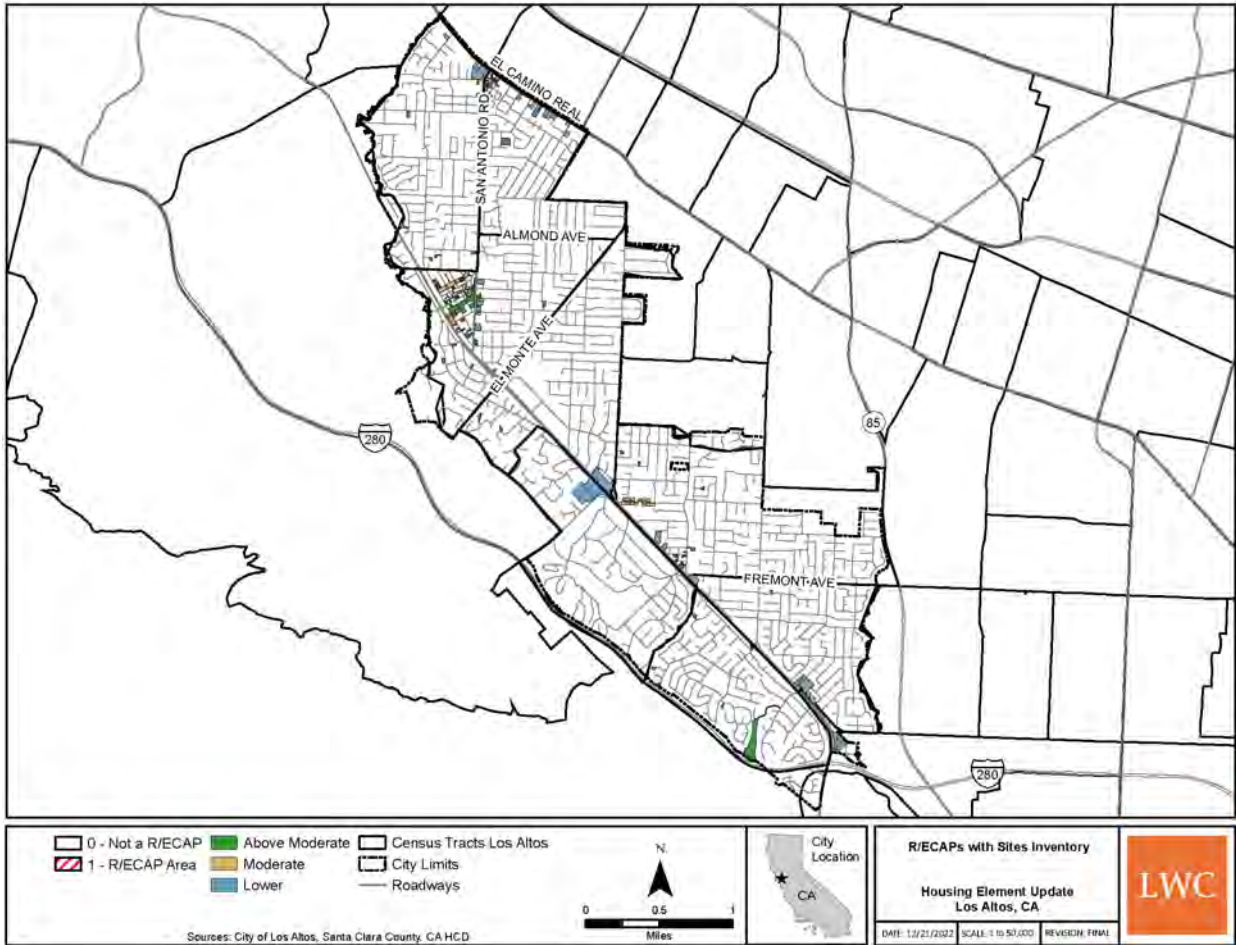 EL CAMINO REAL
SAN ANTONIO RD
ALMOND AVE
EL MONTE AVE
280
85
FREMONT AVE
280
0 - Not a R/ECAP
1 - R/ECAP Area
Above Moderate
Moderate
Lower
Census Tracts Los Altos
City Limits
Roadways
N
0 0.5 1
Miles
Sources: City of Los Altos, Santa Clara County, CA HCD
City
Location
CA
R/ECAPs with Sites Inventory
Housing Element Update
Los Altos, CA
DATE: 12/21/2022 SCALE: 1 to 50,000 REVISION: FINAL
LWC